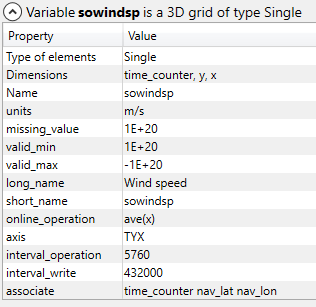 Variable sowindsp is a 3D grid of type Single
Property Value
Type of elements Single
Dimensions time_counter, y, x
Name sowindsp
units m/s
missing_value 1E+20
valid_min 1E+20
valid_max -1E+20
long_name Wind speed
short_name sowindsp
online_operation ave(x)
axis TYX
interval_operation 5760
interval_write 432000
associate time_counter nav_lat nav_lon